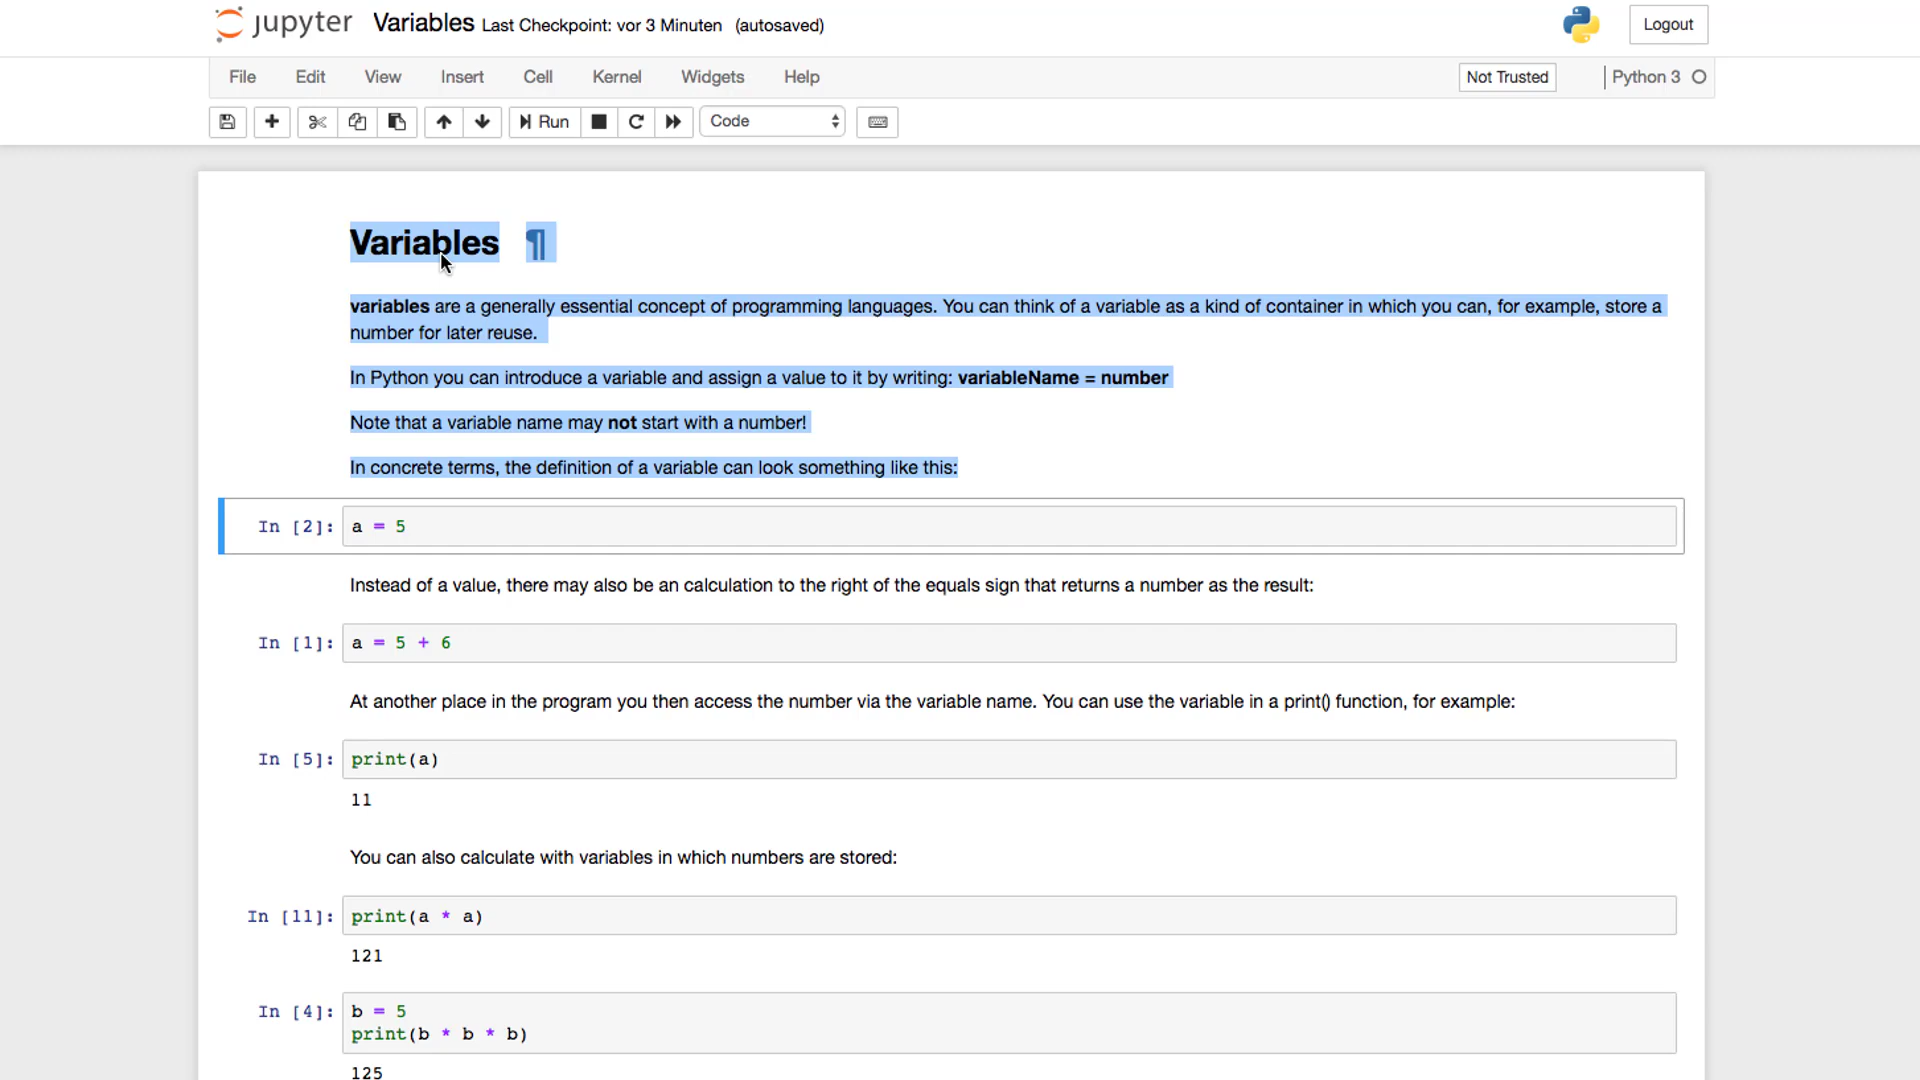 jupyter Variables Last Checkpoint: vor 3 Minuten (autosaved) Logout
File Edit View Insert Cell Kernel Widgets Help Not Trusted Python 3
Run Code
Variables ¶
variables are a generally essential concept of programming languages. You can think of a variable as a kind of container in which you can, for example, store a
number for later reuse.
In Python you can introduce a variable and assign a value to it by writing: variableName = number
Note that a variable name may not start with a number!
In concrete terms, the definition of a variable can look something like this:
In [2]: a = 5
Instead of a value, there may also be an calculation to the right of the equals sign that returns a number as the result:
In [1]: a = 5 + 6
At another place in the program you then access the number via the variable name. You can use the variable in a print() function, for example:
In [5]: print(a)
11
You can also calculate with variables in which numbers are stored:
In [11]: print(a * a)
121
In [4]: b = 5
print(b * b * b)
125